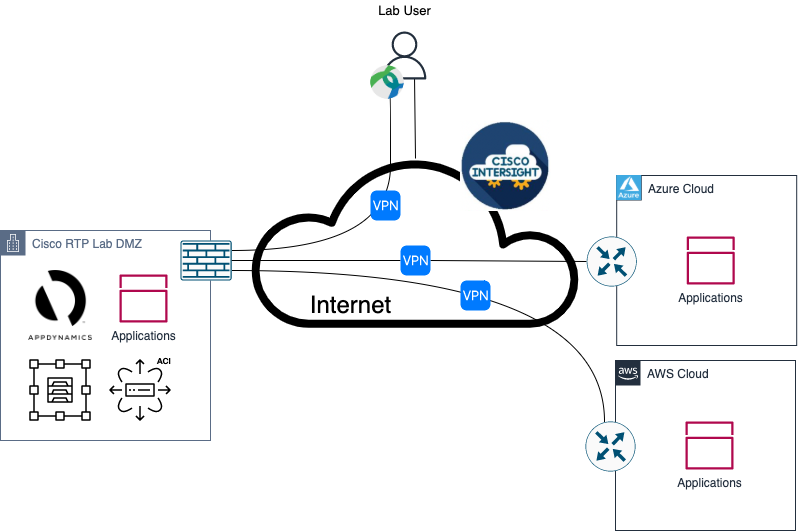 Lab User
CISCO
INTERSIGHT
VPN
Azure
Azure Cloud
Cisco RTP Lab DMZ
VPN
VPN
Internet
Applications
APPDYNAMICS
Applications
ACI
aws
AWS Cloud
Applications